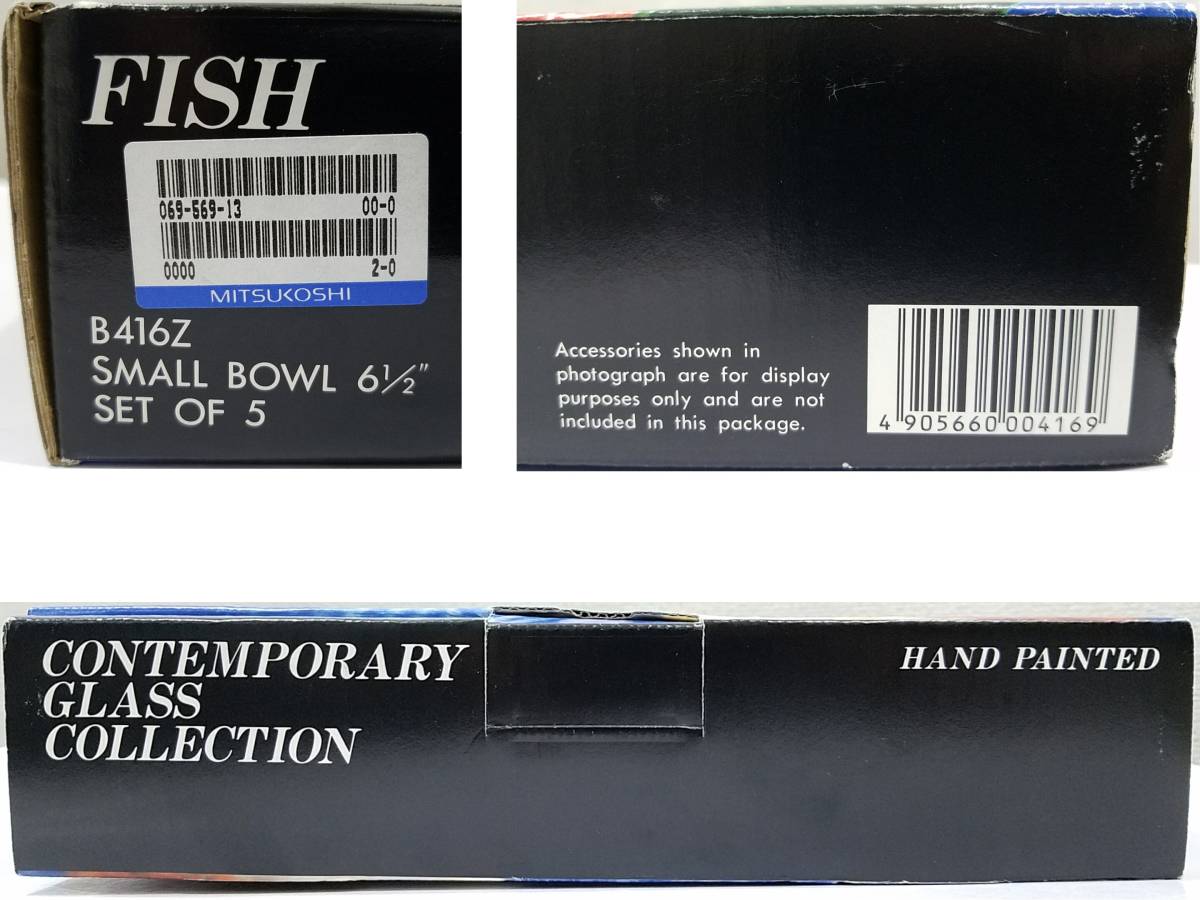 FISH
069-569-13 00-0
0000 2-0
MITSUKOSHI
B416Z
SMALL BOWL 6½"
SET OF 5
Accessories shown in
photograph are for display
purposes only and are not
included in this package.
4 905660 004169
CONTEMPORARY
GLASS
COLLECTION
HAND PAINTED